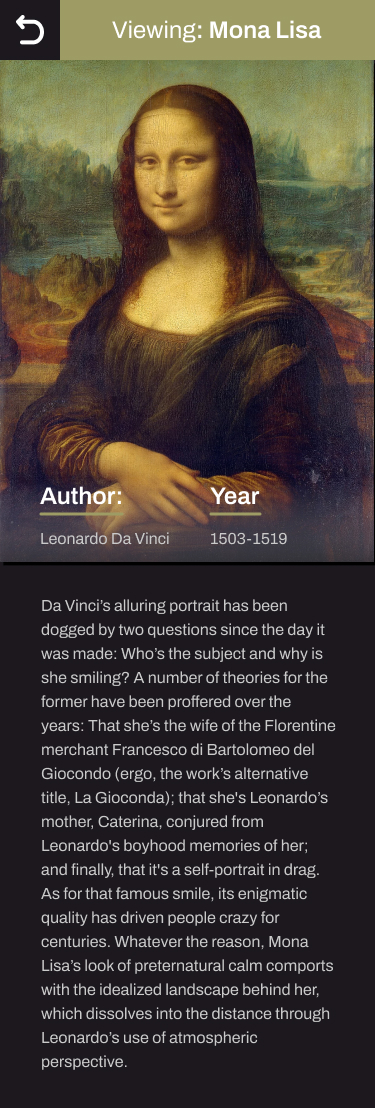 Viewing: Mona Lisa
Author:
Year
Leonardo Da Vinci
1503-1519
Da Vinci’s alluring portrait has been
dogged by two questions since the day it
was made: Who’s the subject and why is
she smiling? A number of theories for the
former have been proffered over the
years: That she’s the wife of the Florentine
merchant Francesco di Bartolomeo del
Giocondo (ergo, the work’s alternative
title, La Gioconda); that she's Leonardo’s
mother, Caterina, conjured from
Leonardo's boyhood memories of her;
and finally, that it's a self-portrait in drag.
As for that famous smile, its enigmatic
quality has driven people crazy for
centuries. Whatever the reason, Mona
Lisa’s look of preternatural calm comports
with the idealized landscape behind her,
which dissolves into the distance through
Leonardo’s use of atmospheric
perspective.